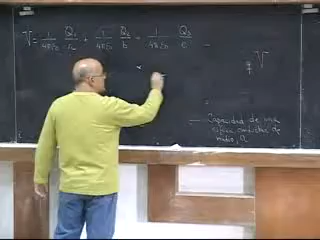 V = 1/4πε₀ Q₁/a + 1/4πε₀ Q₂/b + 1/4πε₀ Q₃/c
V
- Capacidad de una
esfera conductora de
radio R